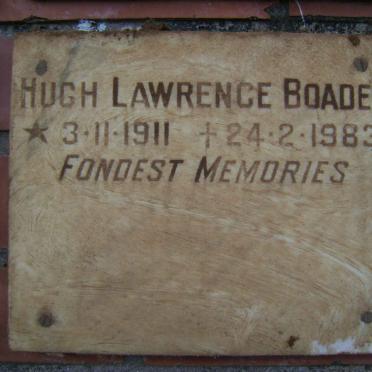 HUGH LAWRENCE BOADE
★ 3·11·1911 †24·2·1983
FONDEST MEMORIES